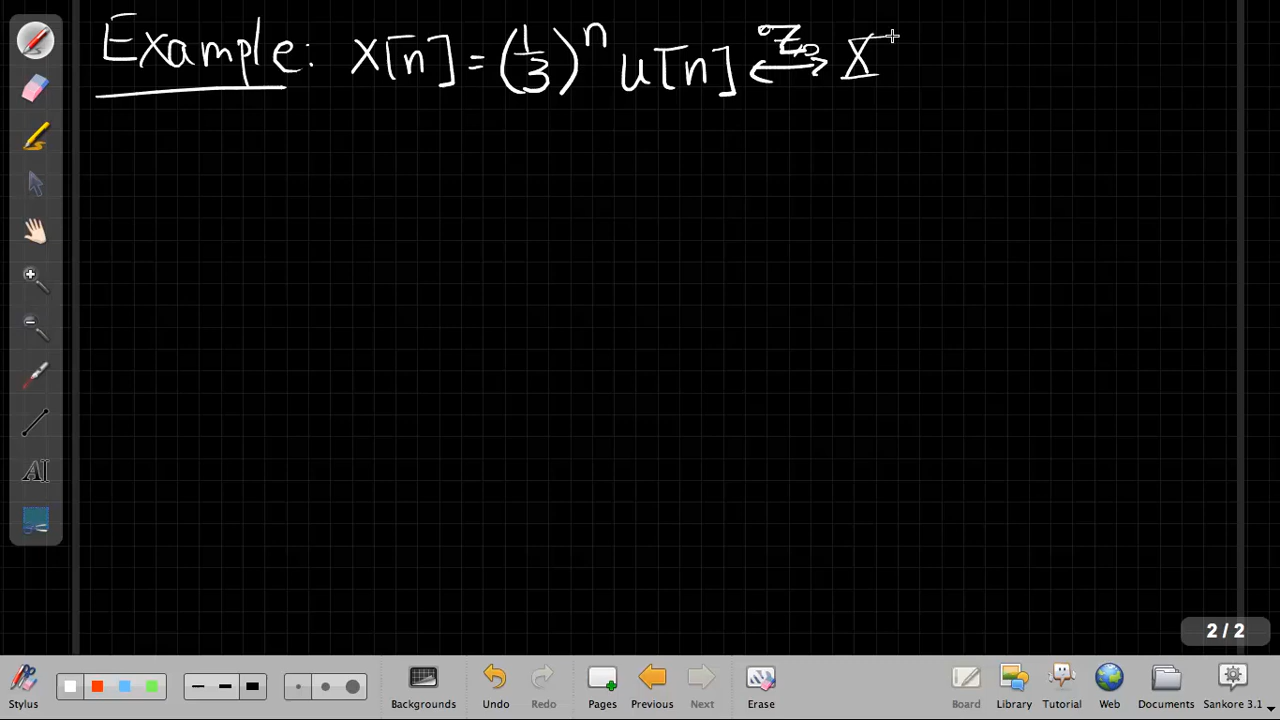 Example: x[n] = (1/3)^n u[n] ↔ Z X
AI
2 / 2
Stylus Backgrounds Undo Redo Pages Previous Next Erase Board Library Tutorial Web Documents Sankore 3.1